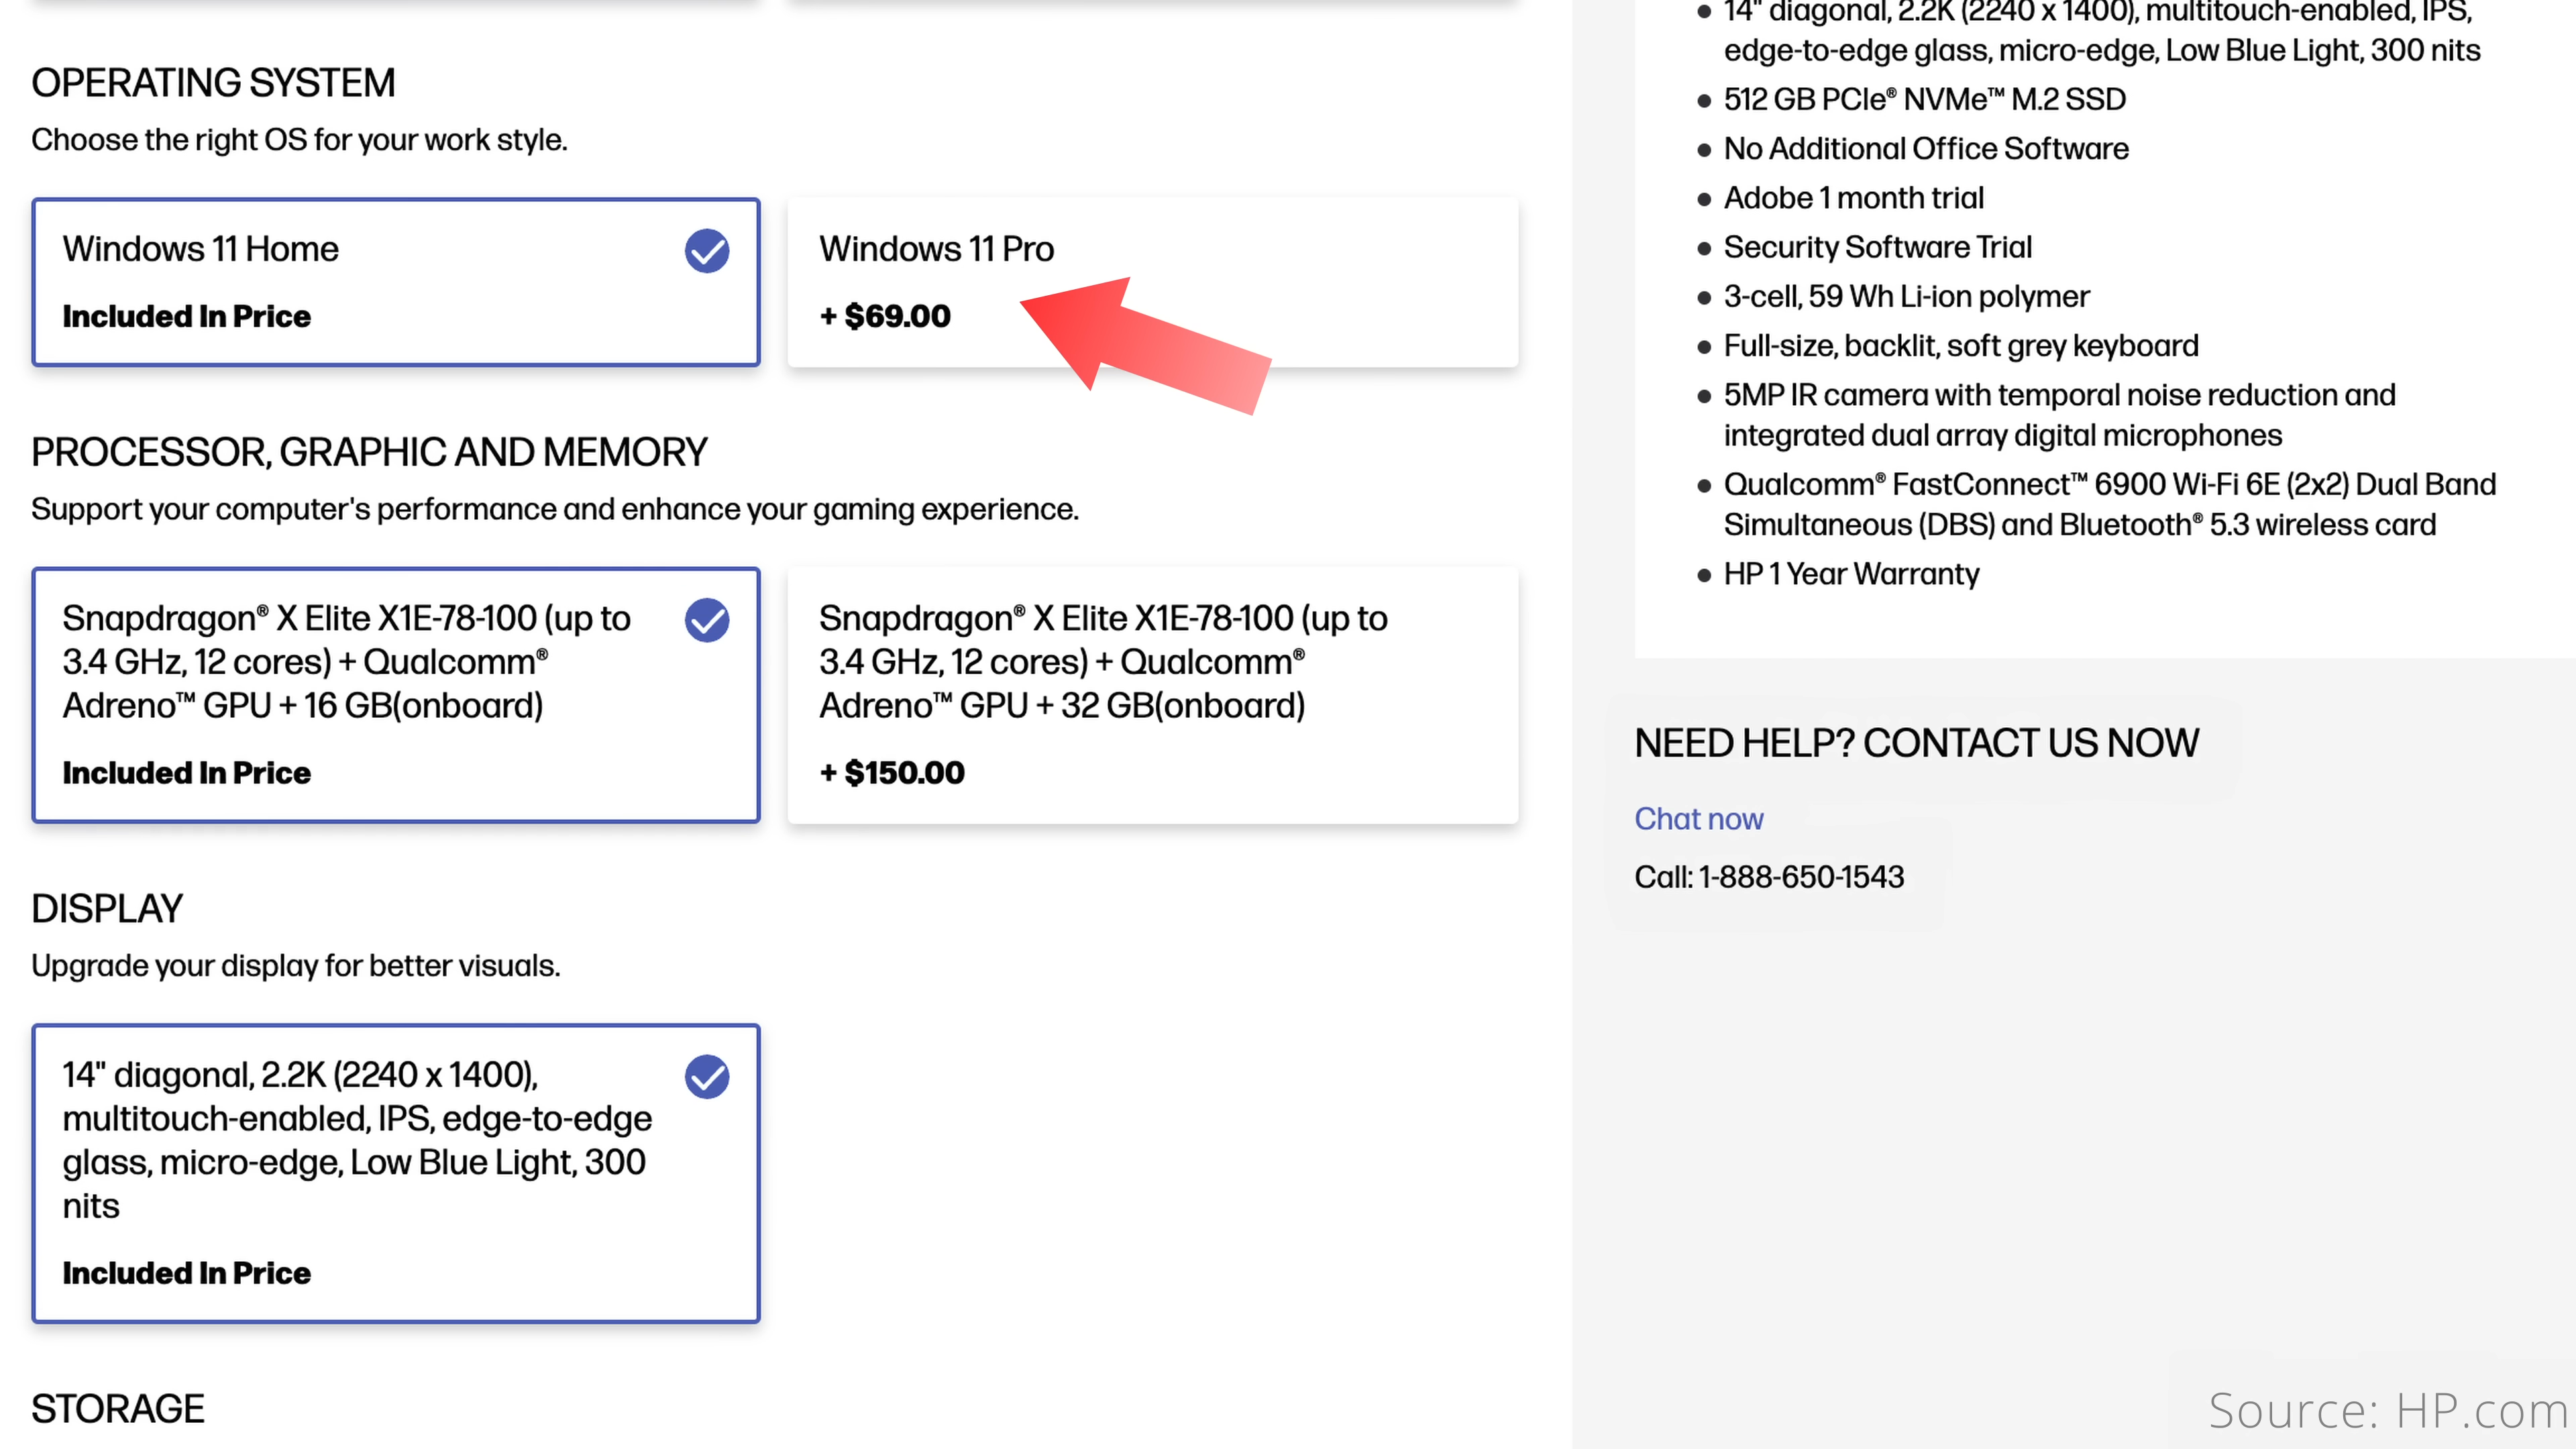 OPERATING SYSTEM
Choose the right OS for your work style.
Windows 11 Home
Included In Price
Windows 11 Pro
+ $69.00
PROCESSOR, GRAPHIC AND MEMORY
Support your computer's performance and enhance your gaming experience.
Snapdragon® X Elite X1E-78-100 (up to
3.4 GHz, 12 cores) + Qualcomm®
Adreno™ GPU + 16 GB(onboard)
Included In Price
Snapdragon® X Elite X1E-78-100 (up to
3.4 GHz, 12 cores) + Qualcomm®
Adreno™ GPU + 32 GB(onboard)
+ $150.00
DISPLAY
Upgrade your display for better visuals.
14" diagonal, 2.2K (2240 x 1400),
multitouch-enabled, IPS, edge-to-edge
glass, micro-edge, Low Blue Light, 300
nits
Included In Price
STORAGE
• 14" diagonal, 2.2K (2240 x 1400), multitouch-enabled, IPS,
edge-to-edge glass, micro-edge, Low Blue Light, 300 nits
• 512 GB PCIe® NVMe™ M.2 SSD
• No Additional Office Software
• Adobe 1 month trial
• Security Software Trial
• 3-cell, 59 Wh Li-ion polymer
• Full-size, backlit, soft grey keyboard
• 5MP IR camera with temporal noise reduction and
integrated dual array digital microphones
• Qualcomm® FastConnect™ 6900 Wi-Fi 6E (2x2) Dual Band
Simultaneous (DBS) and Bluetooth® 5.3 wireless card
• HP 1 Year Warranty
NEED HELP? CONTACT US NOW
Chat now
Call: 1-888-650-1543
Source: HP.com